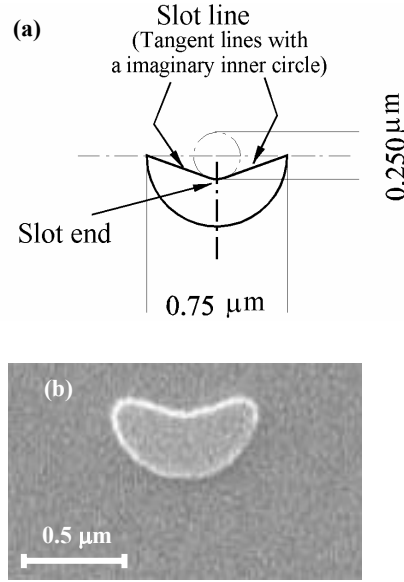 (a)
Slot line
(Tangent lines with
a imaginary inner circle)
0.250 μm
Slot end
0.75 μm
(b)
0.5 μm